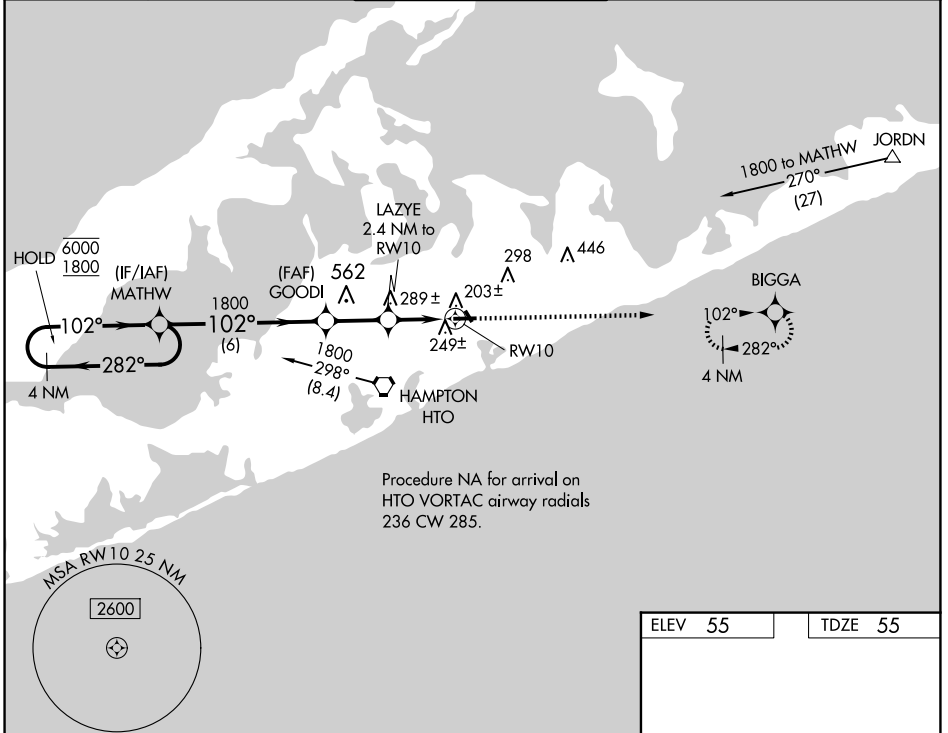 JORDN
1800 to MATHW
270°
(27)
LAZYE
2.4 NM to
RW10
HOLD
6000
1800
(IF/IAF)
MATHW
(FAF)
GOODI
562
298
446
289±
203±
BIGGA
102°
1800
102°
(6)
102°
282°
249±
RW10
282°
4 NM
1800
298°
(8.4)
HAMPTON
HTO
4 NM
Procedure NA for arrival on
HTO VORTAC airway radials
236 CW 285.
MSA RW10 25 NM
2600
ELEV 55
TDZE 55